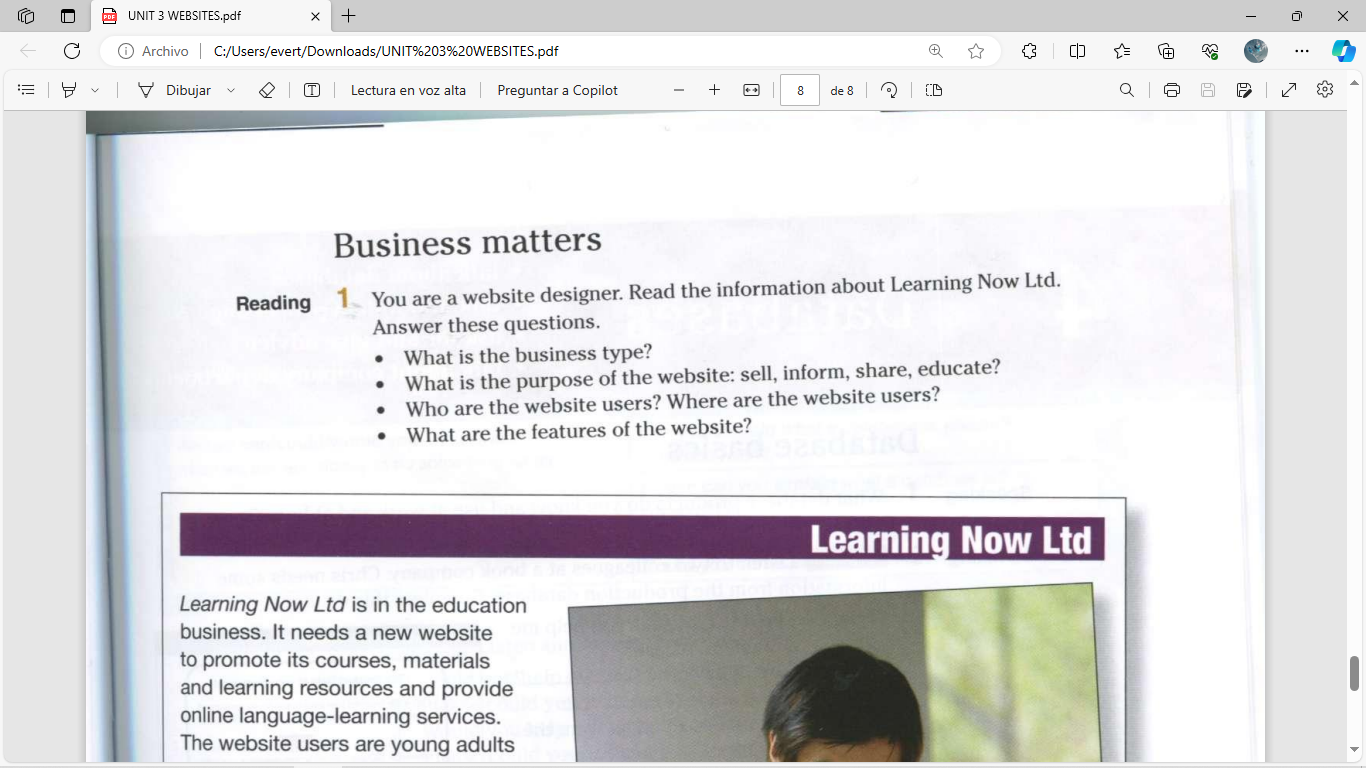 UNIT 3 WEBSITES.pdf
Archivo
C:/Users/evert/Downloads/UNIT%203%20WEBSITES.pdf
Dibujar
Lectura en voz alta
Preguntar a Copilot
8
de 8
Business matters
Reading 1 You are a website designer. Read the information about Learning Now Ltd.
Answer these questions.
• What is the business type?
• What is the purpose of the website: sell, inform, share, educate?
• Who are the website users? Where are the website users?
• What are the features of the website?
Learning Now Ltd
Learning Now Ltd is in the education
business. It needs a new website
to promote its courses, materials
and learning resources and provide
online language-learning services.
The website users are young adults